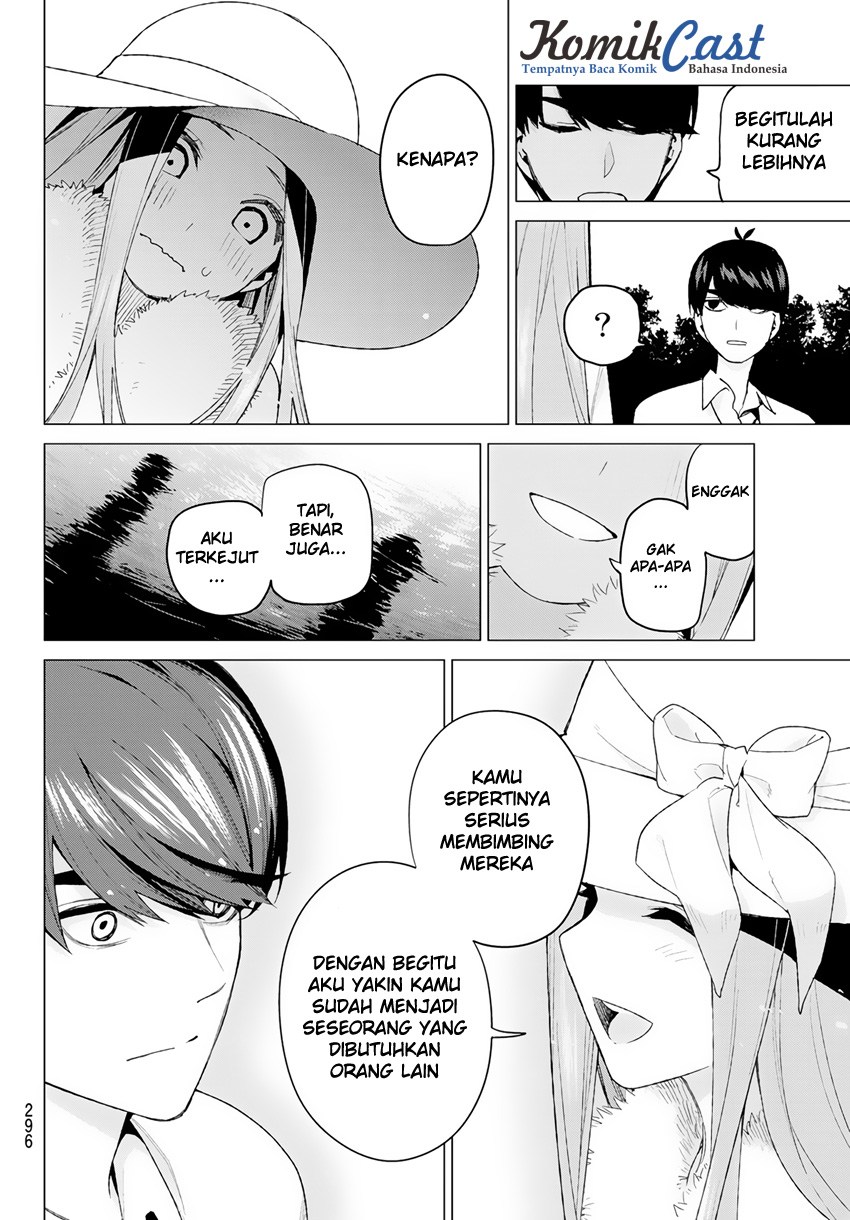 KomikCast
Tempatnya Baca Komik Bahasa Indonesia
BEGITULAH
KURANG
LEBIHNYA
?
KENAPA?
ENGGAK
GAK
APA-APA
...
TAPI,
BENAR
JUGA...
AKU
TERKEJUT
...
KAMU
SEPERTINYA
SERIUS
MEMBIMBING
MEREKA
DENGAN BEGITU
AKU YAKIN KAMU
SUDAH MENJADI
SESEORANG YANG
DIBUTUHKAN
ORANG LAIN
296